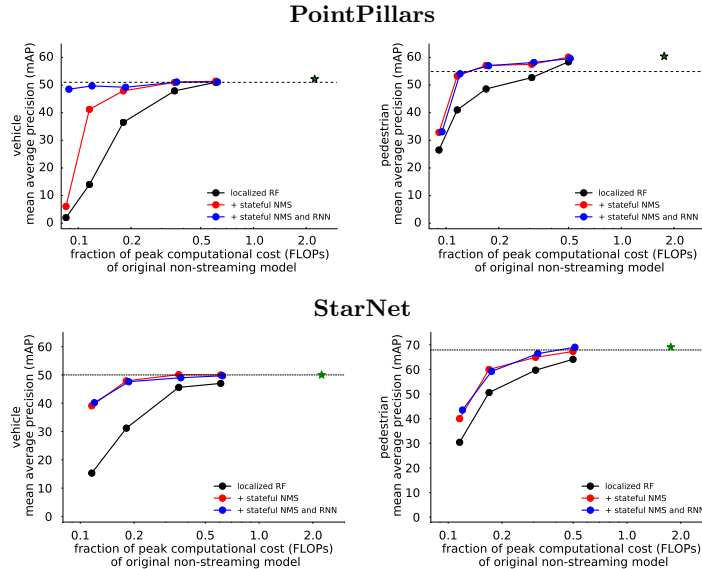 PointPillars
60
50
40
30
20
10
0
vehicle
mean average precision (mAP)
0.1 0.2 0.5 1.0 2.0
fraction of peak computational cost (FLOPs)
of original non-streaming model
localized RF
+ stateful NMS
+ stateful NMS and RNN
60
50
40
30
20
10
0
pedestrian
mean average precision (mAP)
0.1 0.2 0.5 1.0 2.0
fraction of peak computational cost (FLOPs)
of original non-streaming model
localized RF
+ stateful NMS
+ stateful NMS and RNN
StarNet
60
50
40
30
20
10
0
vehicle
mean average precision (mAP)
0.1 0.2 0.5 1.0 2.0
fraction of peak computational cost (FLOPs)
of original non-streaming model
localized RF
+ stateful NMS
+ stateful NMS and RNN
70
60
50
40
30
20
10
0
pedestrian
mean average precision (mAP)
0.1 0.2 0.5 1.0 2.0
fraction of peak computational cost (FLOPs)
of original non-streaming model
localized RF
+ stateful NMS
+ stateful NMS and RNN